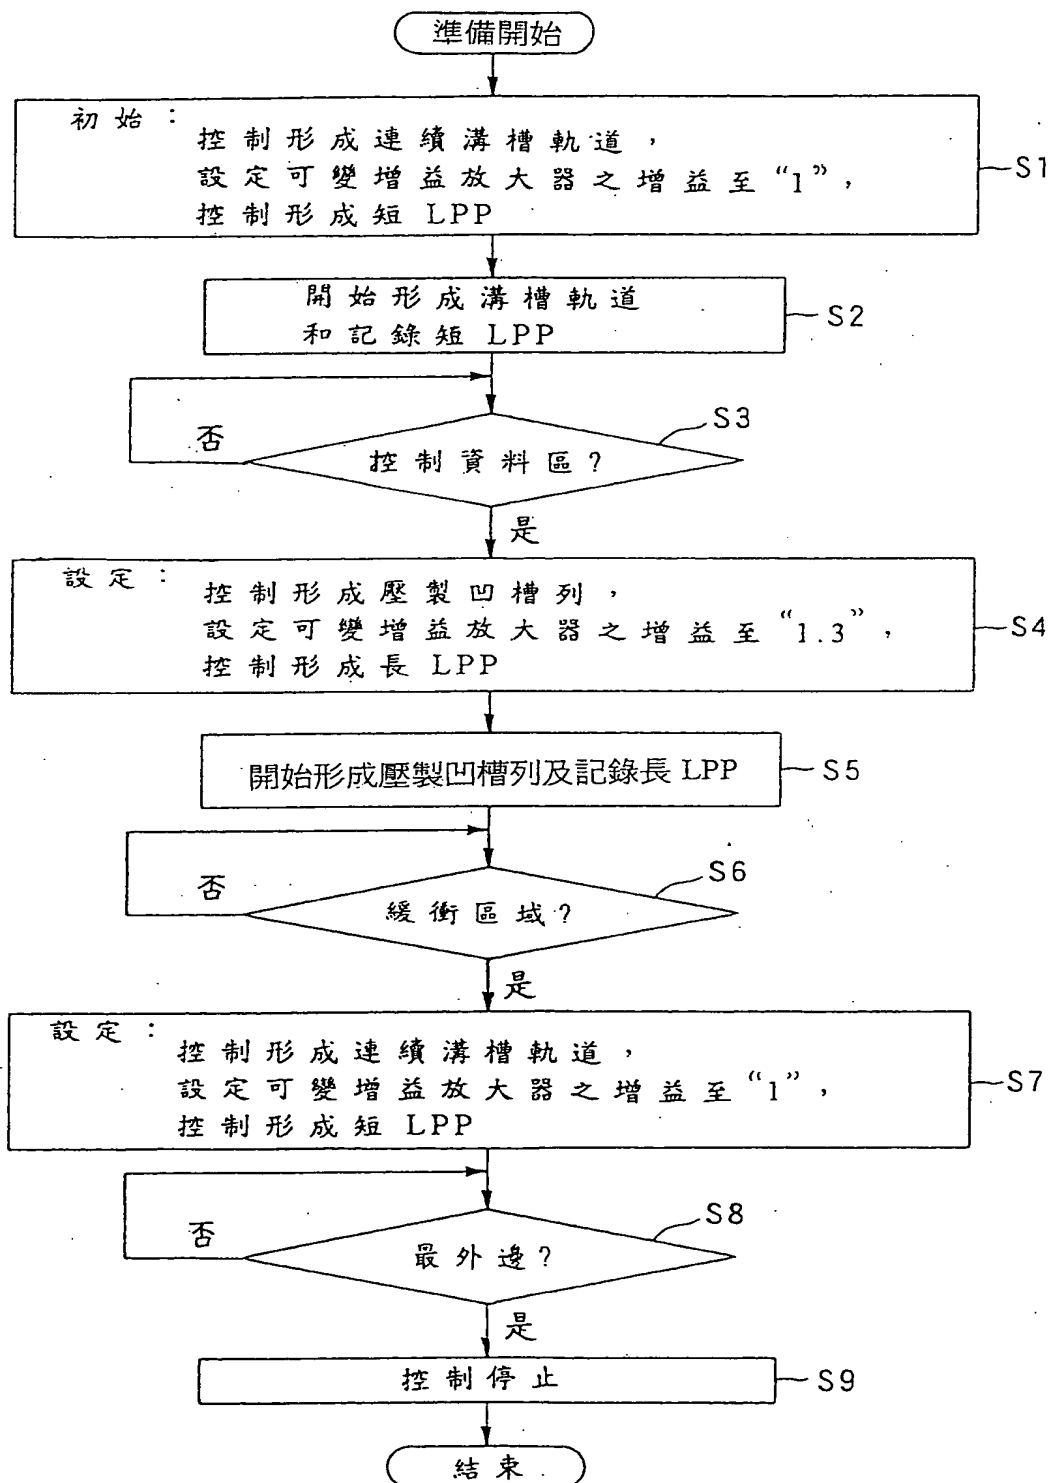 準備開始
初始：
控制形成連續溝槽軌道，
設定可變增益放大器之增益至“1”，
控制形成短 LPP
S1
開始形成溝槽軌道
和記錄短 LPP
S2
S3
否
控制資料區？
是
設定：
控制形成壓製凹槽列，
設定可變增益放大器之增益至“1.3”，
控制形成長 LPP
S4
開始形成壓製凹槽列及記錄長 LPP
S5
S6
否
緩衝區域？
是
設定：
控制形成連續溝槽軌道，
設定可變增益放大器之增益至“1”，
控制形成短 LPP
S7
S8
否
最外邊？
是
控制停止
S9
結束